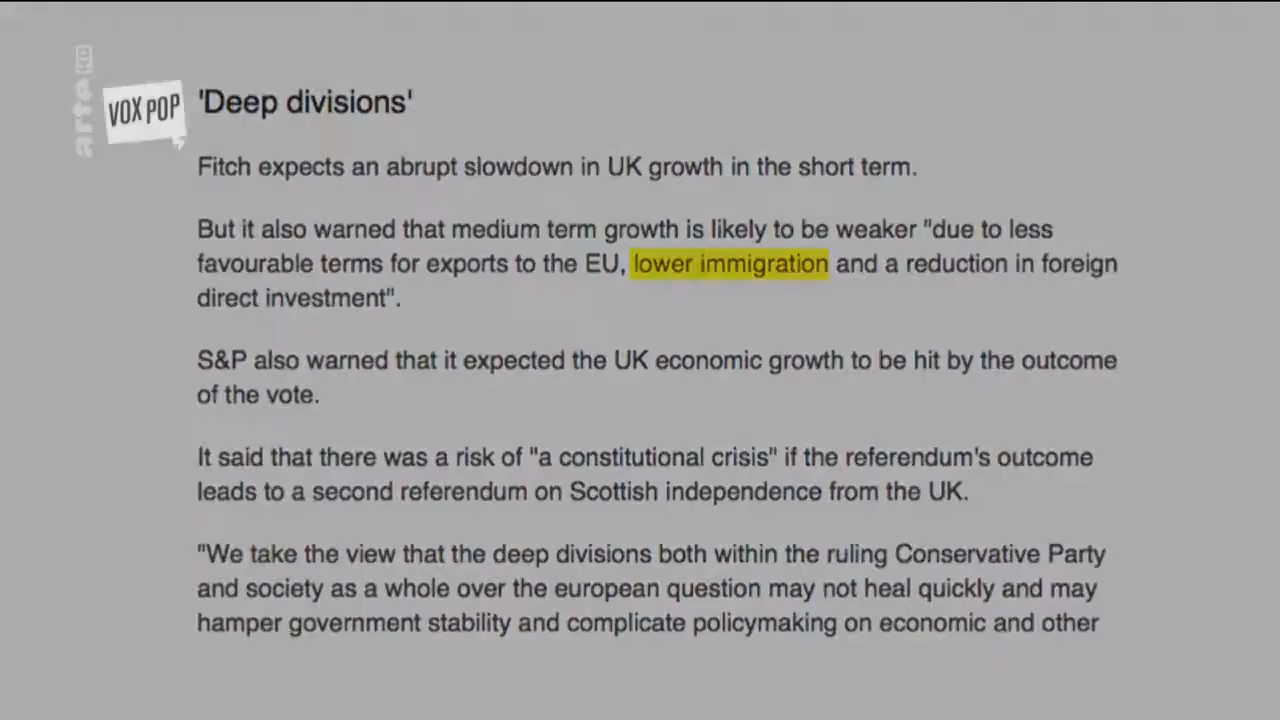 arte HD
VOX POP
'Deep divisions'
Fitch expects an abrupt slowdown in UK growth in the short term.
But it also warned that medium term growth is likely to be weaker "due to less
favourable terms for exports to the EU, lower immigration and a reduction in foreign
direct investment".
S&P also warned that it expected the UK economic growth to be hit by the outcome
of the vote.
It said that there was a risk of "a constitutional crisis" if the referendum's outcome
leads to a second referendum on Scottish independence from the UK.
"We take the view that the deep divisions both within the ruling Conservative Party
and society as a whole over the european question may not heal quickly and may
hamper government stability and complicate policymaking on economic and other